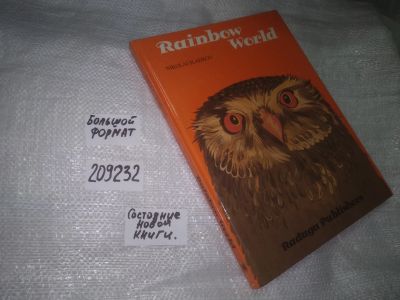 Rainbow
World
Большой
формат
209232
Состояние
новой
книги.
Raduga Publishers